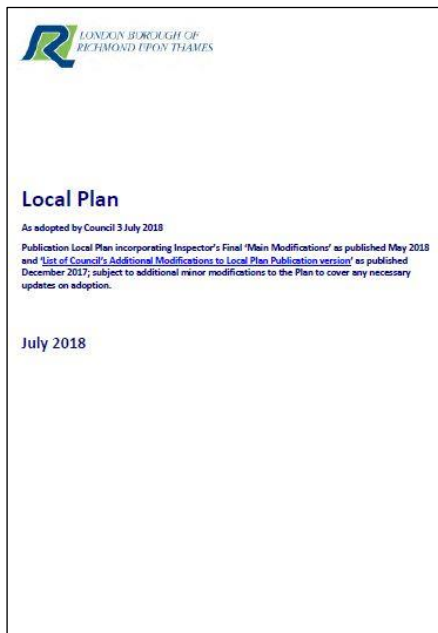 LONDON BOROUGH OF
RICHMOND UPON THAMES
Local Plan
As adopted by Council 3 July 2018
Publication Local Plan incorporating Inspector's Final 'Main Modifications' as published May 2018
and 'List of Council's Additional Modifications to Local Plan Publication version' as published
December 2017; subject to additional minor modifications to the Plan to cover any necessary
updates on adoption.
July 2018